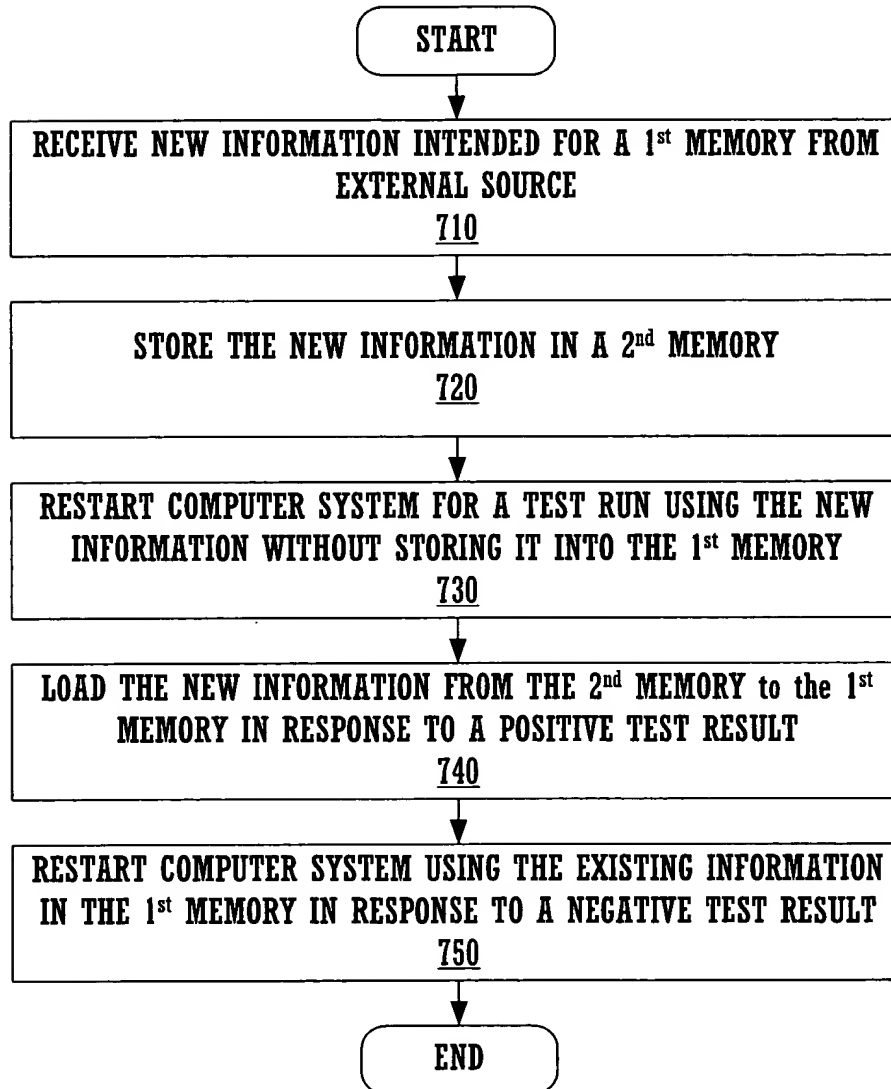 START
RECEIVE NEW INFORMATION INTENDED FOR A 1st MEMORY FROM
EXTERNAL SOURCE
710
STORE THE NEW INFORMATION IN A 2nd MEMORY
720
RESTART COMPUTER SYSTEM FOR A TEST RUN USING THE NEW
INFORMATION WITHOUT STORING IT INTO THE 1st MEMORY
730
LOAD THE NEW INFORMATION FROM THE 2nd MEMORY to the 1st
MEMORY IN RESPONSE TO A POSITIVE TEST RESULT
740
RESTART COMPUTER SYSTEM USING THE EXISTING INFORMATION
IN THE 1st MEMORY IN RESPONSE TO A NEGATIVE TEST RESULT
750
END